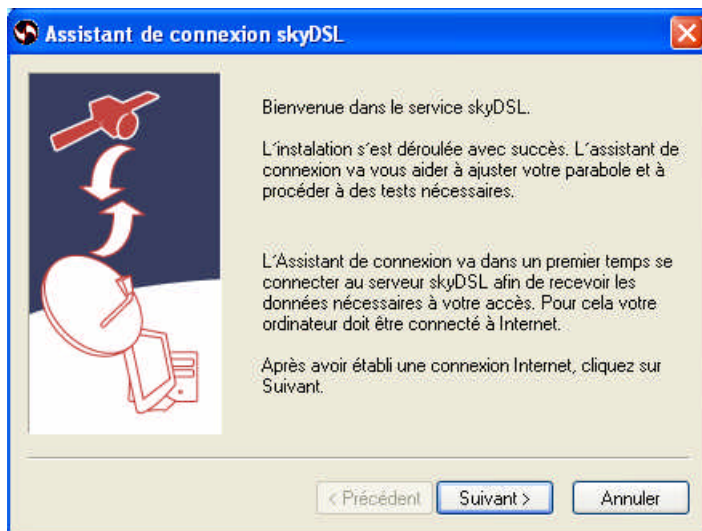 Assistant de connexion skyDSL
Bienvenue dans le service skyDSL.
L´instalation s´est déroulée avec succès. L´assistant de
connexion va vous aider à ajuster votre parabole et à
procéder à des tests nécessaires.
L´Assistant de connexion va dans un premier temps se
connecter au serveur skyDSL afin de recevoir les
données nécessaires à votre accès. Pour cela votre
ordinateur doit être connecté à Internet.
Après avoir établi une connexion Internet, cliquez sur
Suivant.
< Précédent Suivant > Annuler